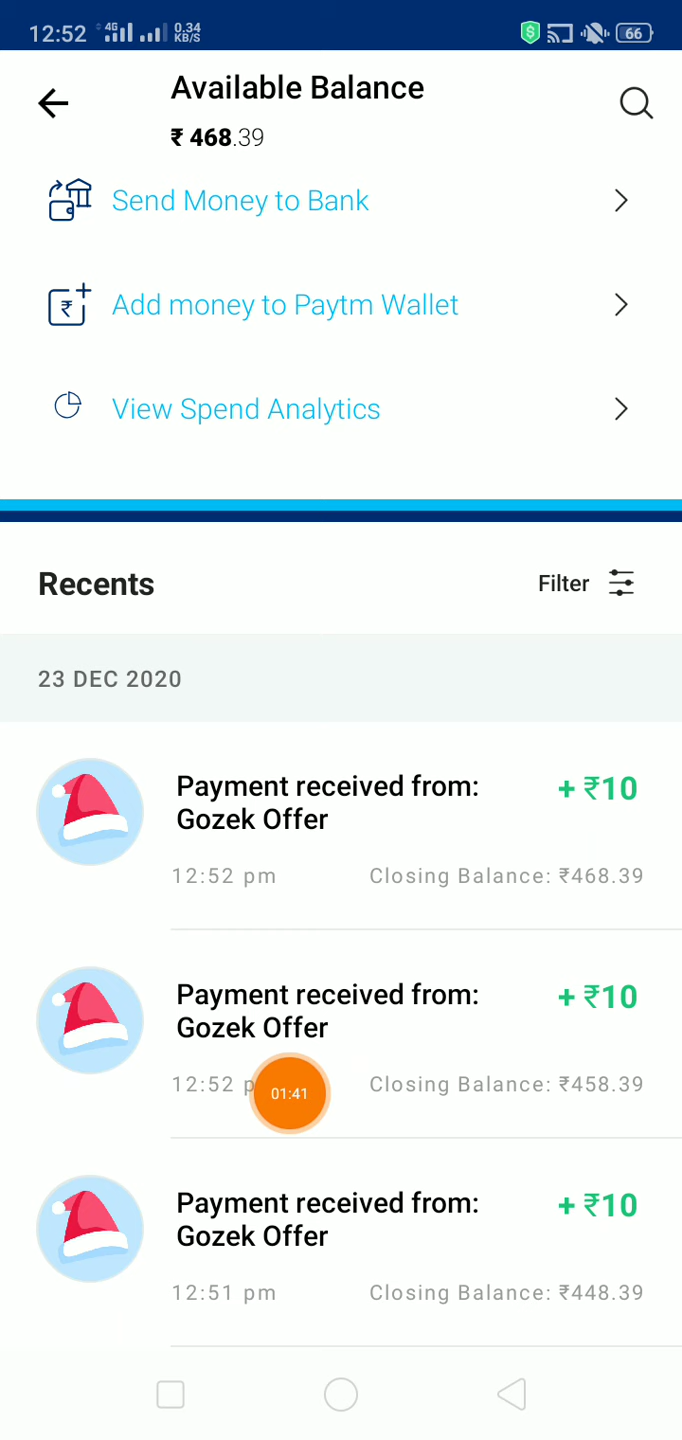 12:52 4G 0.34 KB/S 66
Available Balance
₹ 468.39
Send Money to Bank
Add money to Paytm Wallet
View Spend Analytics
Recents
Filter
23 DEC 2020
Payment received from: + ₹10
Gozek Offer
12:52 pm Closing Balance: ₹468.39
Payment received from: + ₹10
Gozek Offer
12:52 p Closing Balance: ₹458.39
01:41
Payment received from: + ₹10
Gozek Offer
12:51 pm Closing Balance: ₹448.39